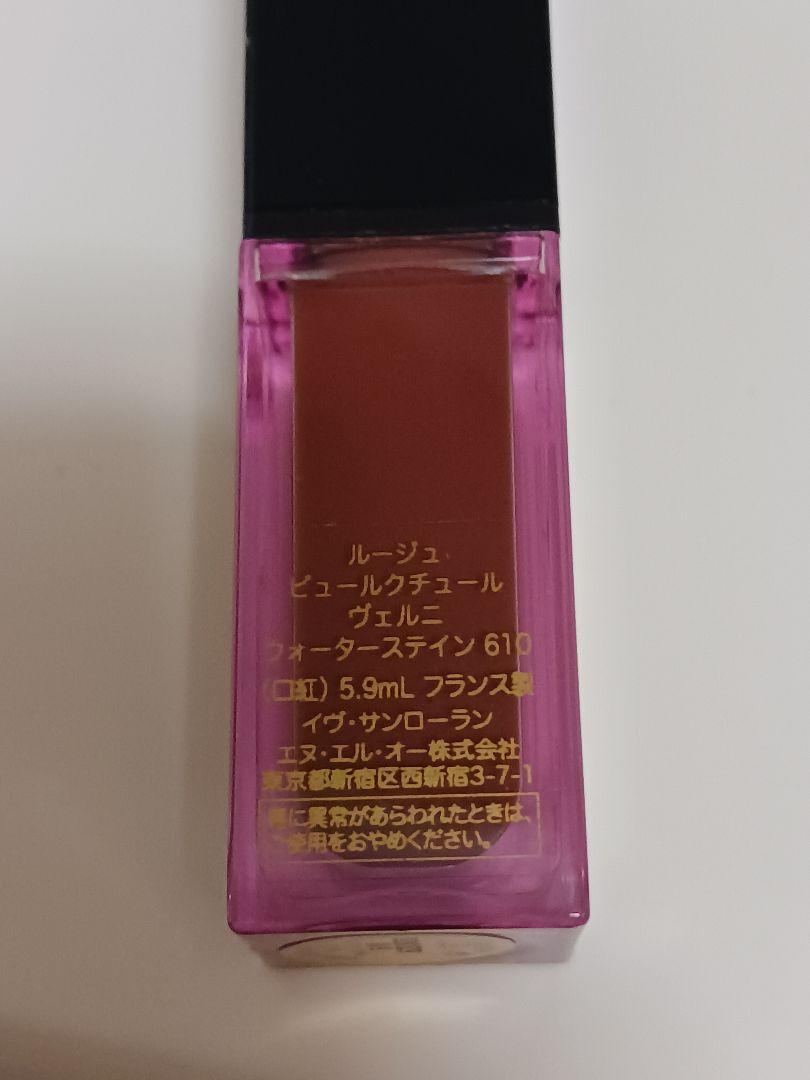 ルージュ
ピュールクチュール
ヴェルニ
ウォーターステイン 610
(口紅) 5.9mL フランス製
イヴ・サンローラン
エヌ・エル・オー株式会社
東京都新宿区西新宿3-7-1
傷に異常があらわれたときは、
ご使用をおやめください。